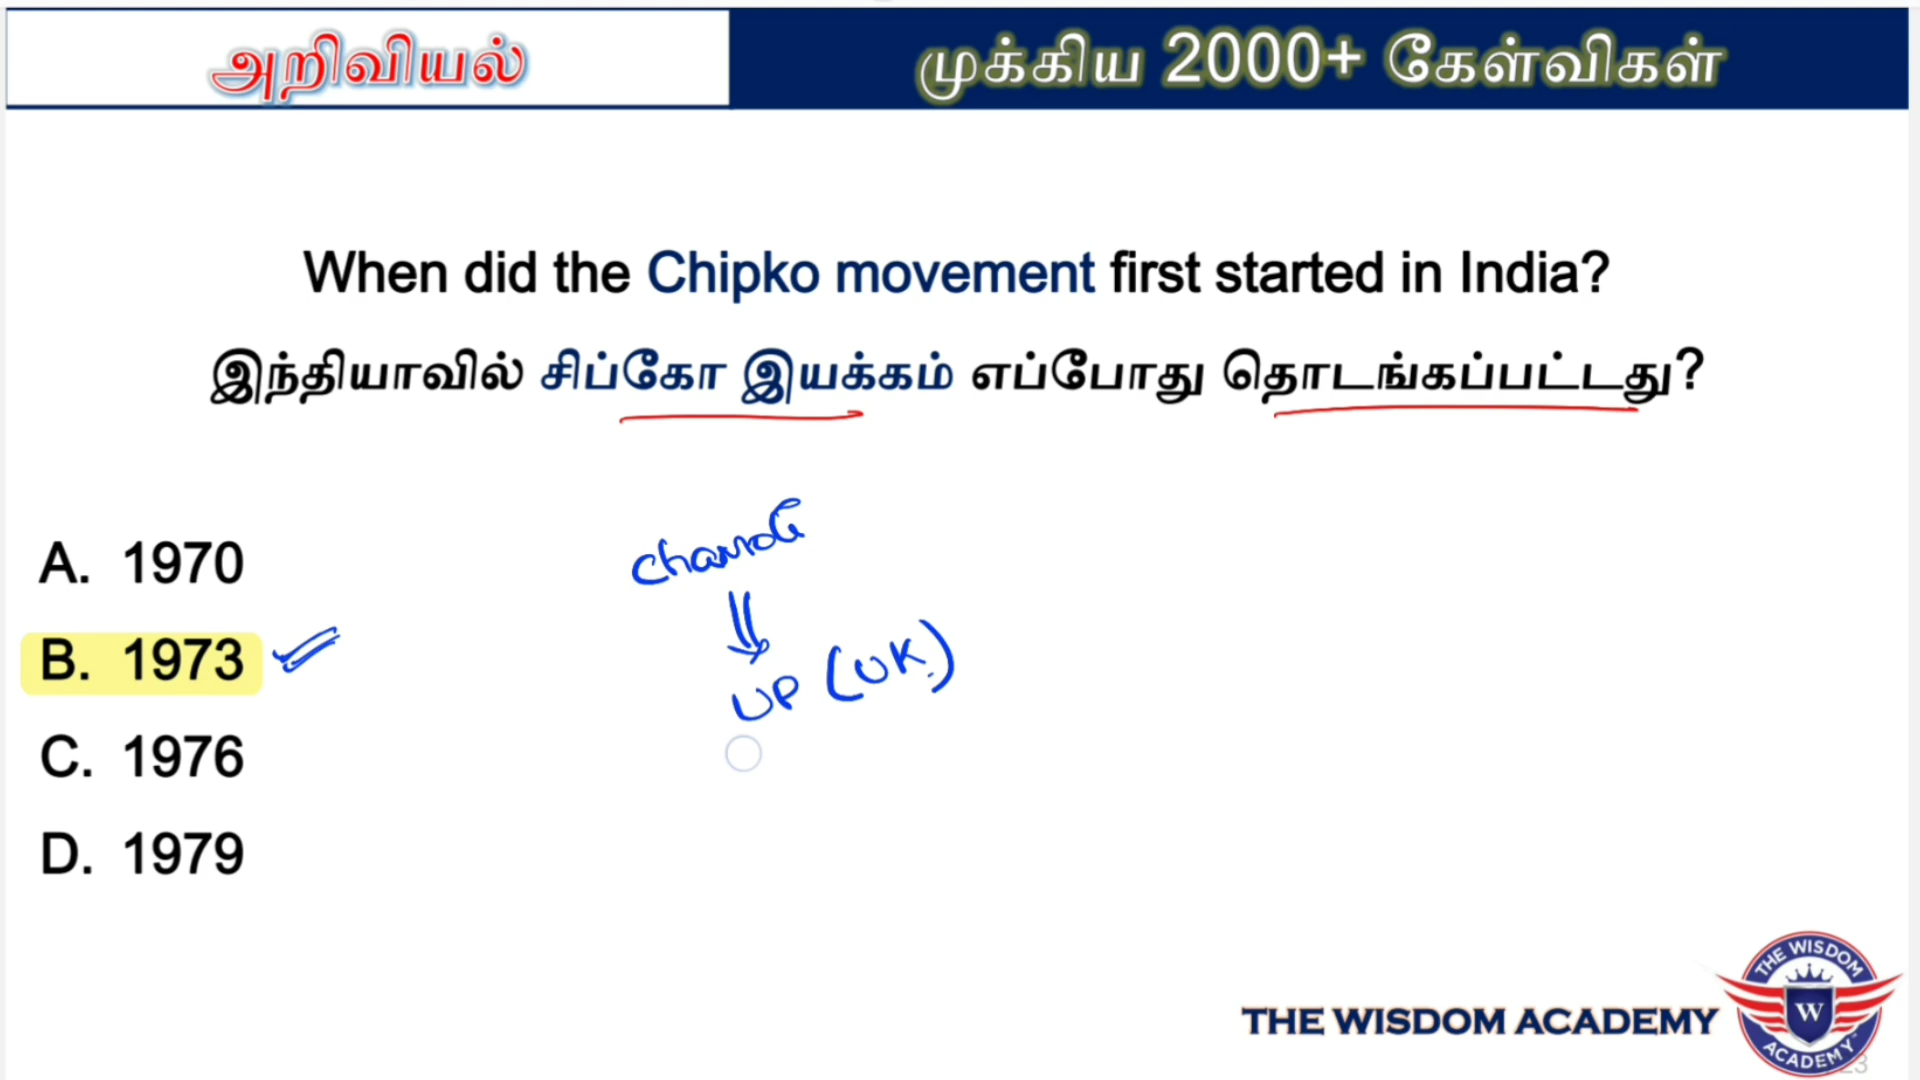 அறிவியல்
முக்கிய 2000+ கேள்விகள்
When did the Chipko movement first started in India?
இந்தியாவில் சிப்கோ இயக்கம் எப்போது தொடங்கப்பட்டது?
A. 1970
B. 1973
C. 1976
D. 1979
UP (UK)
THE WISDOM ACADEMY
THE WISDOM
W
ACADEMY
23